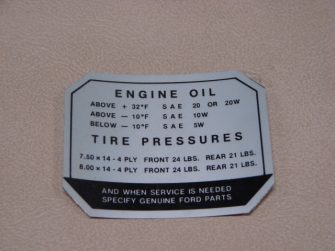 ENGINE OIL
ABOVE + 32°F SAE 20 OR 20W
ABOVE — 10°F SAE 10W
BELOW — 10°F SAE 5W
TIRE PRESSURES
7.50 × 14 - 4 PLY FRONT 24 LBS. REAR 21 LBS.
8.00 × 14 - 4 PLY FRONT 24 LBS. REAR 21 LBS.
AND WHEN SERVICE IS NEEDED
SPECIFY GENUINE FORD PARTS